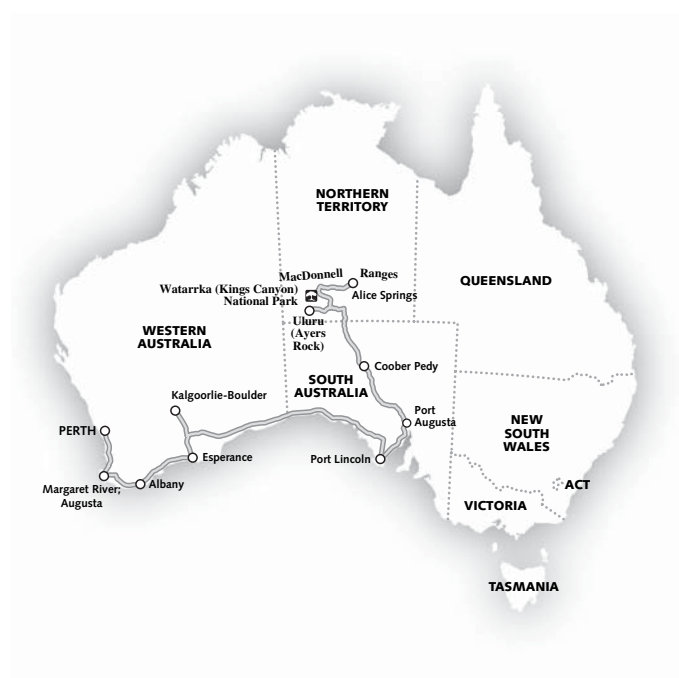 NORTHERN
TERRITORY
MacDonnell Ranges
Watarrka (Kings Canyon)
National Park
Alice Springs
QUEENSLAND
Uluru
(Ayers
Rock)
WESTERN
AUSTRALIA
Coober Pedy
SOUTH
AUSTRALIA
Kalgoorlie-Boulder
Port
Augusta
NEW
SOUTH
WALES
PERTH
Esperance
Port Lincoln
Margaret River;
Augusta
Albany
ACT
VICTORIA
TASMANIA